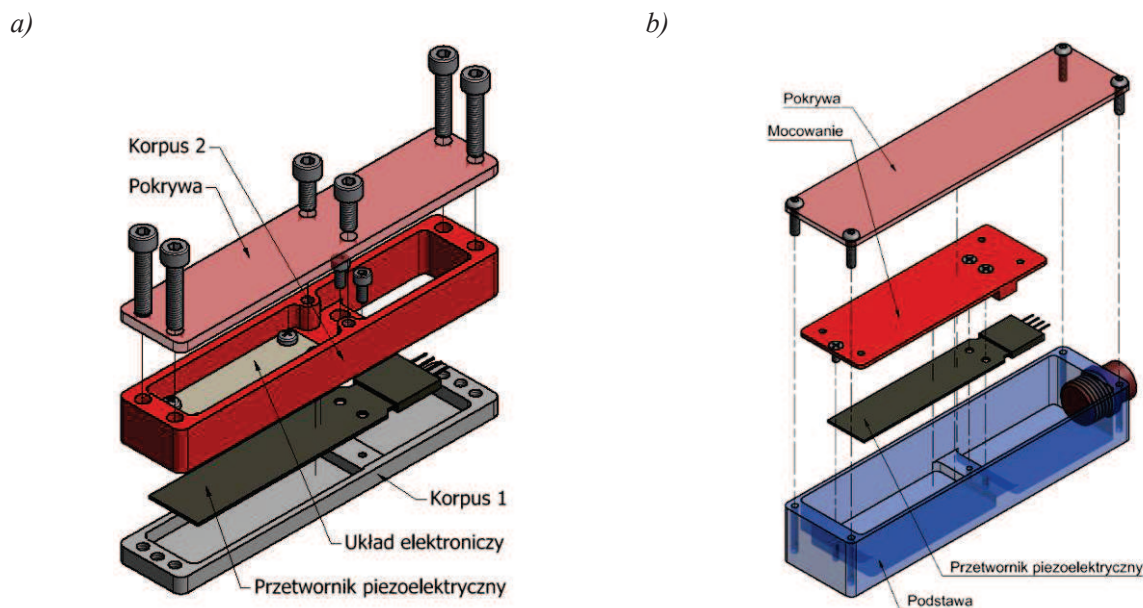 a)
Korpus 2
Pokrywa
Korpus 1
Układ elektroniczy
Przetwornik piezoelektryczny
b)
Pokrywa
Mocowanie
Przetwornik piezoelektryczny
Podstawa